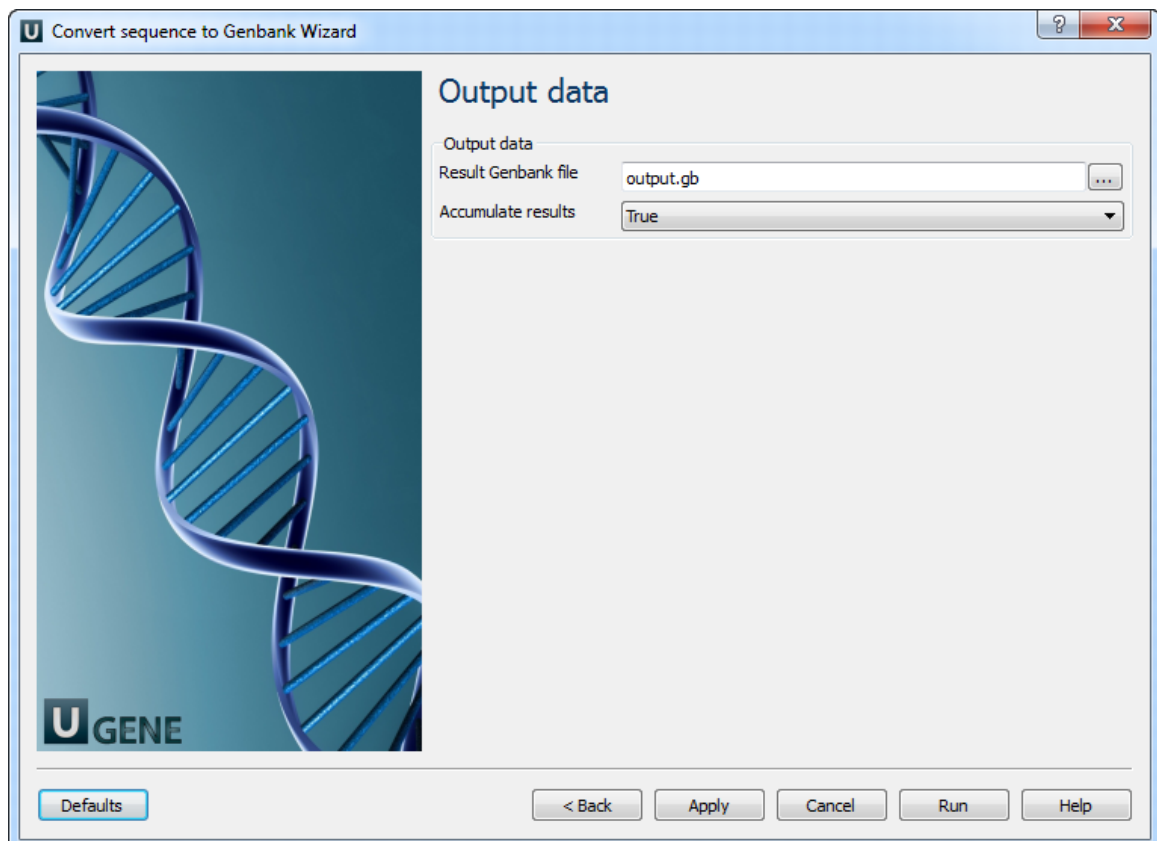 U Convert sequence to Genbank Wizard
?
X
Output data
Output data
Result Genbank file output.gb ...
Accumulate results True
U GENE
Defaults < Back Apply Cancel Run Help